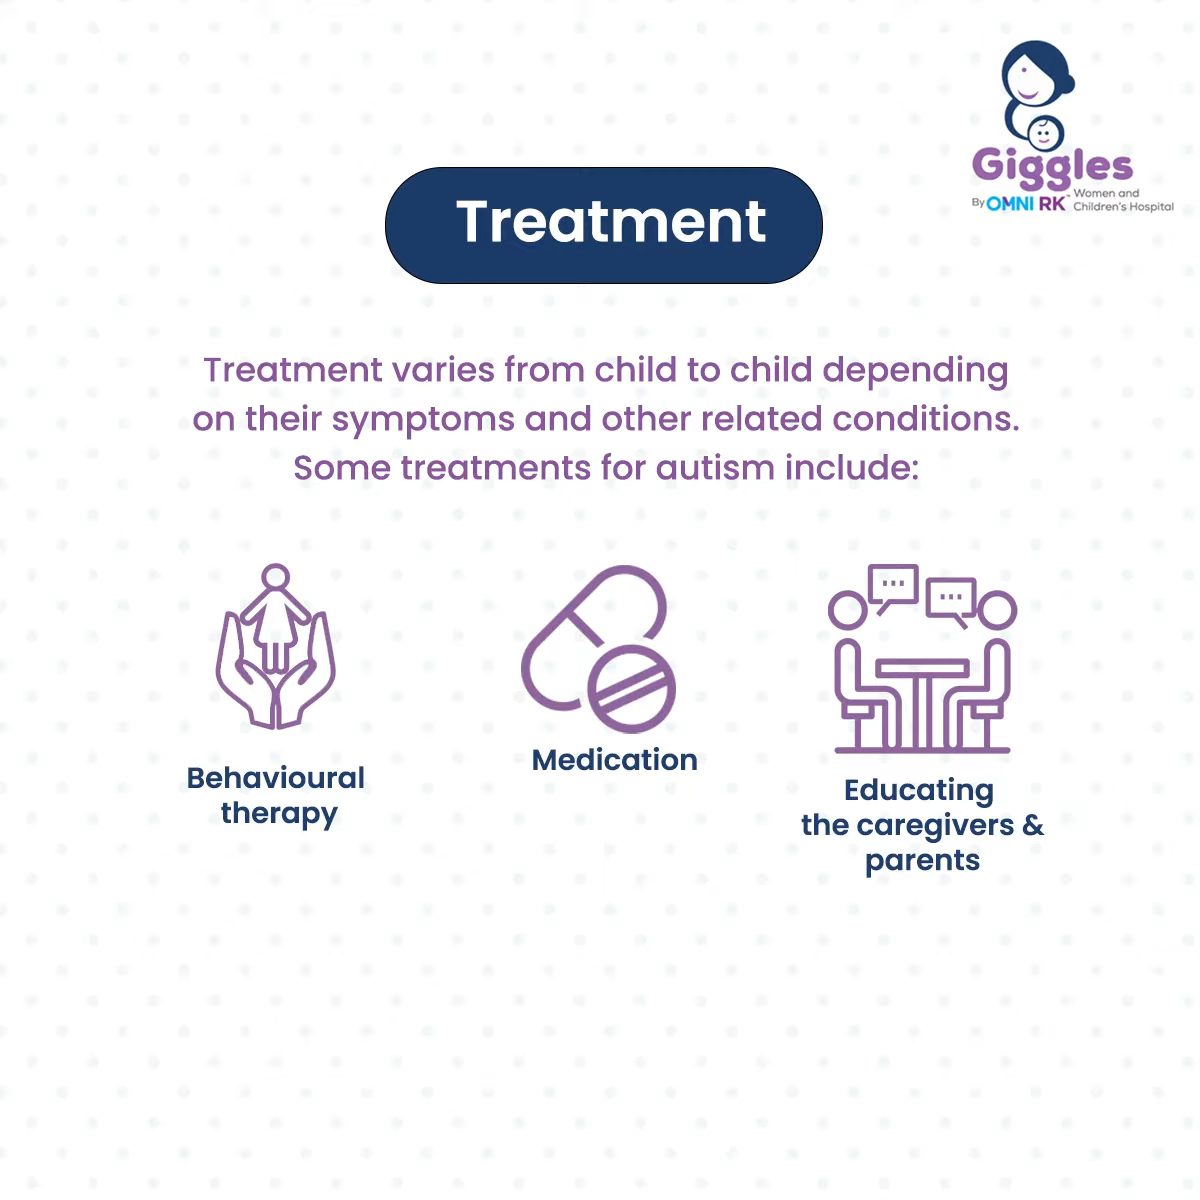 Giggles
By OMNI RK™ Women and
Children's Hospital
Treatment
Treatment varies from child to child depending
on their symptoms and other related conditions.
Some treatments for autism include:
Behavioural
therapy
Medication
Educating
the caregivers &
parents